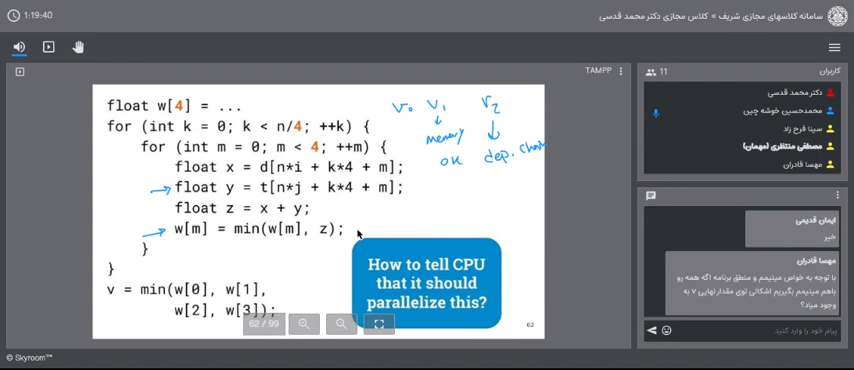 1:19:40
سامانه کلاسهای مجازی شریف » کلاس مجازی دکتر محمد قدسی
TAMPP
float w[4] = ...
for (int k = 0; k < n/4; ++k) {
for (int m = 0; m < 4; ++m) {
float x = d[n*i + k*4 + m];
float y = t[n*j + k*4 + m];
float z = x + y;
w[m] = min(w[m], z);
}
}
v = min(w[0], w[1],
w[2], w[3]);
v0 v1 v2
memory
ok
dep. chain
How to tell CPU
that it should
parallelize this?
62
62 / 99
© Skyroom™
11
کاربران
دکتر محمد قدسی
محمدحسین خوشه چین
سینا فرح زاد
مصطفی منتظری (مهمان)
مهسا قادران
ایمان قدیمی
خیر
مهسا قادران
با توجه به خواص مینیمم و منطق برنامه اگه همه رو
باهم مینیمم بگیریم اشکالی توی مقدار نهایی v به
وجود میاد؟
پیام خود را وارد کنید.